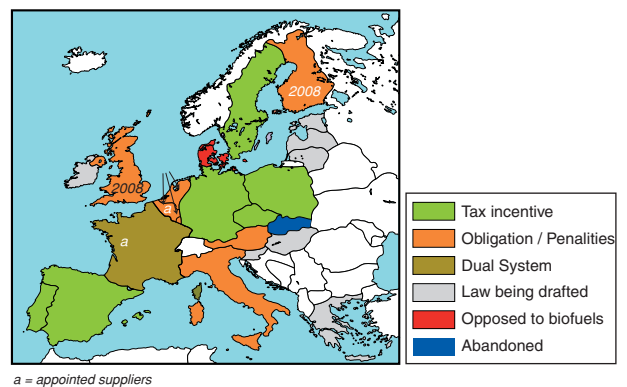 2008
2008
a
a
Tax incentive
Obligation / Penalities
Dual System
Law being drafted
Opposed to biofuels
Abandoned
a = appointed suppliers